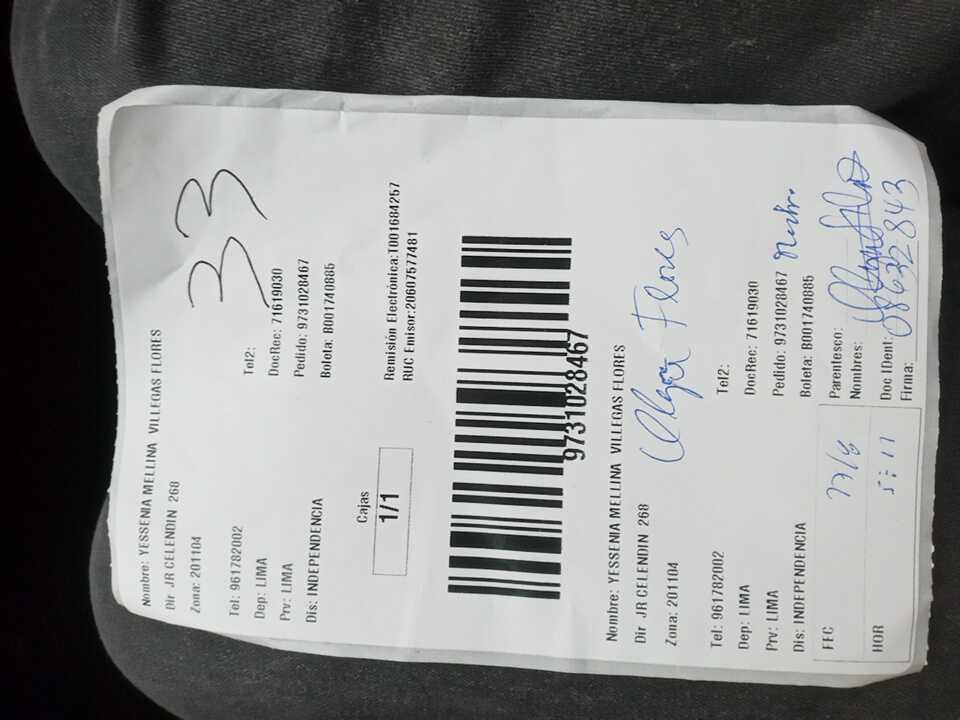 33
Nombre: YESSENIA MELLINA VILLEGAS FLORES
Dir JR CELENDIN 268
Zona: 201104
Tel: 961782002 Tel2:
Dep: LIMA DocRec: 71619030
Prv: LIMA Pedido: 9731028467
Dis: INDEPENDENCIA Boleta: B001740885
Cajas
1/1
Remisión Electrónica:T001684257
RUC Emisor:20607577481
9731028467
Nombre: YESSENIA MELLINA VILLEGAS FLORES
Dir JR CELENDIN 268
Zona: 201104
Flores
Tel: 961782002 Tel2:
Dep: LIMA DocRec: 71619030
Prv: LIMA Pedido: 9731028467
Dis: INDEPENDENCIA Boleta: B001740885
FEC Parentesco:
Nombres:
HOR 5:17 Doc IDent: 08632843
Firma: